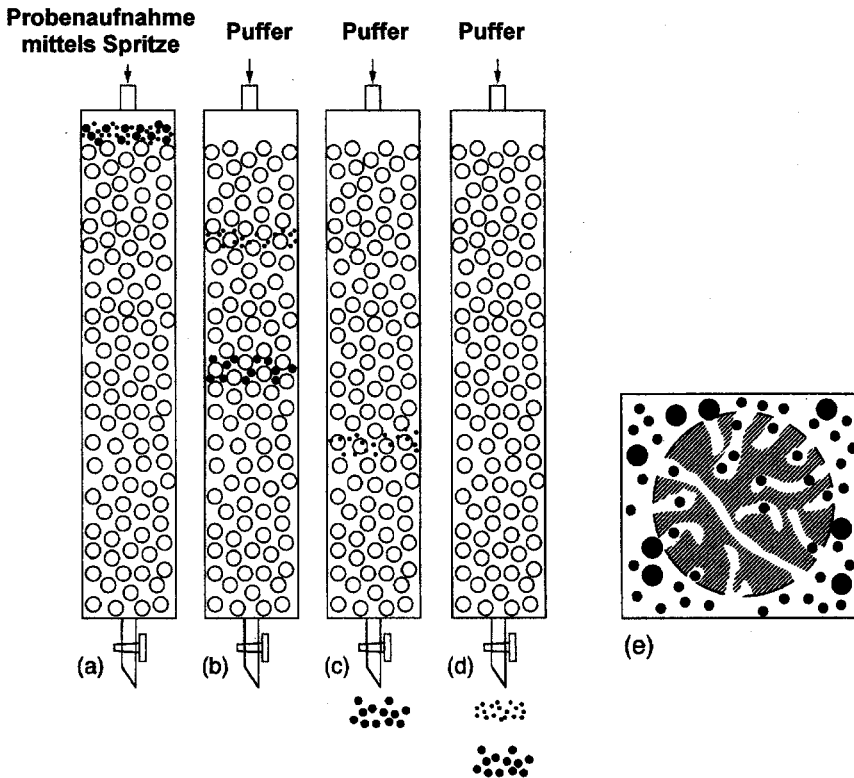 Probenaufnahme
mittels Spritze
Puffer
Puffer
Puffer
(a)
(b)
(c)
(d)
(e)